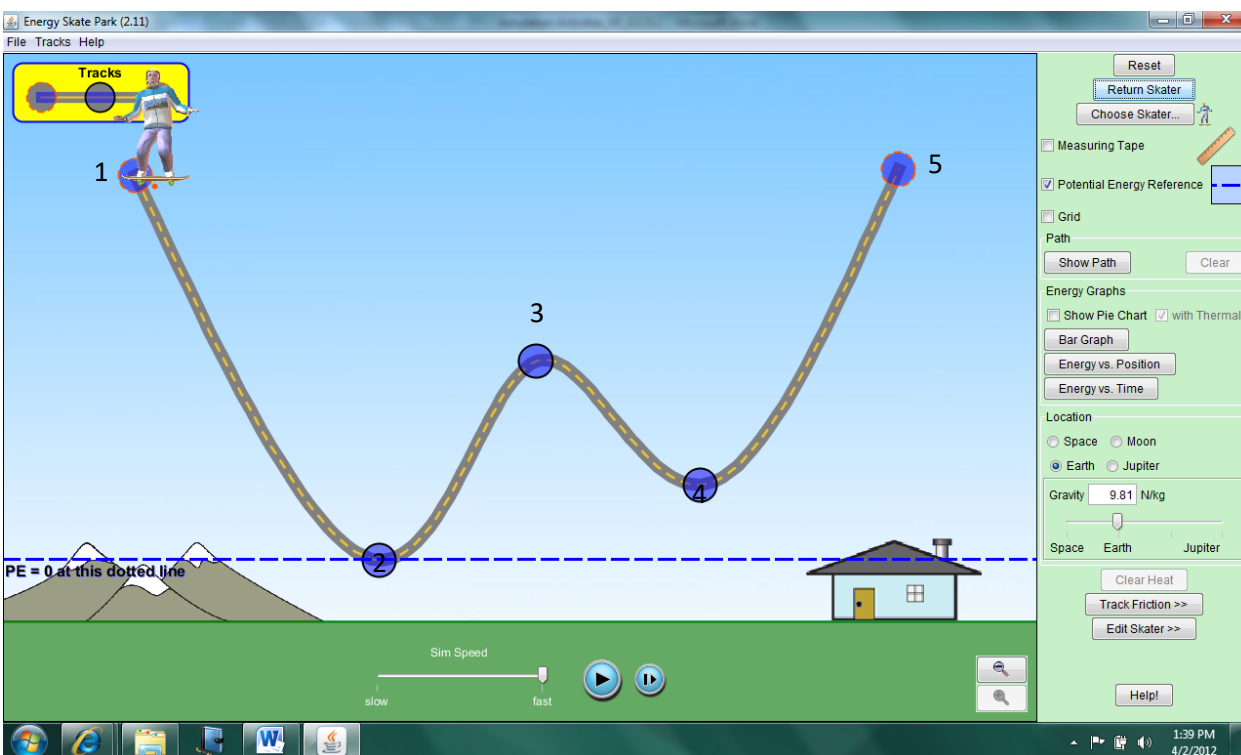 Energy Skate Park (2.11)
File Tracks Help
Tracks
1
5
3
4
2
PE = 0 at this dotted line
Sim Speed
slow
fast
Reset
Return Skater
Choose Skater...
Measuring Tape
Potential Energy Reference
Grid
Path
Show Path
Clear
Energy Graphs
Show Pie Chart
with Thermal
Bar Graph
Energy vs. Position
Energy vs. Time
Location
Space
Moon
Earth
Jupiter
Gravity
9.81
N/kg
Space
Earth
Jupiter
Clear Heat
Track Friction >>
Edit Skater >>
Help!
1:39 PM
4/2/2012